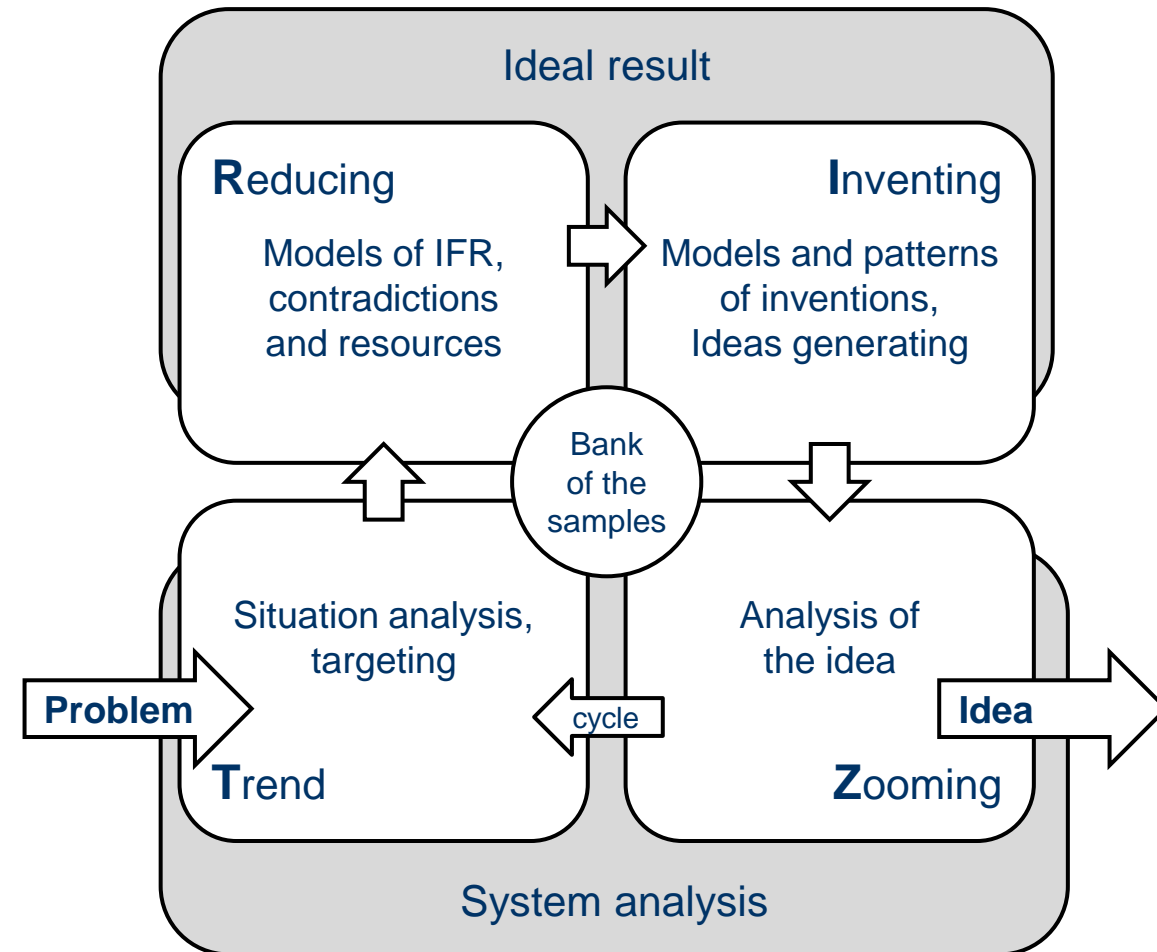 Ideal result
Reducing
Models of IFR,
contradictions
and resources
Inventing
Models and patterns
of inventions,
Ideas generating
Bank
of the
samples
Situation analysis,
targeting
Problem
Trend
cycle
Analysis of
the idea
Idea
Zooming
System analysis